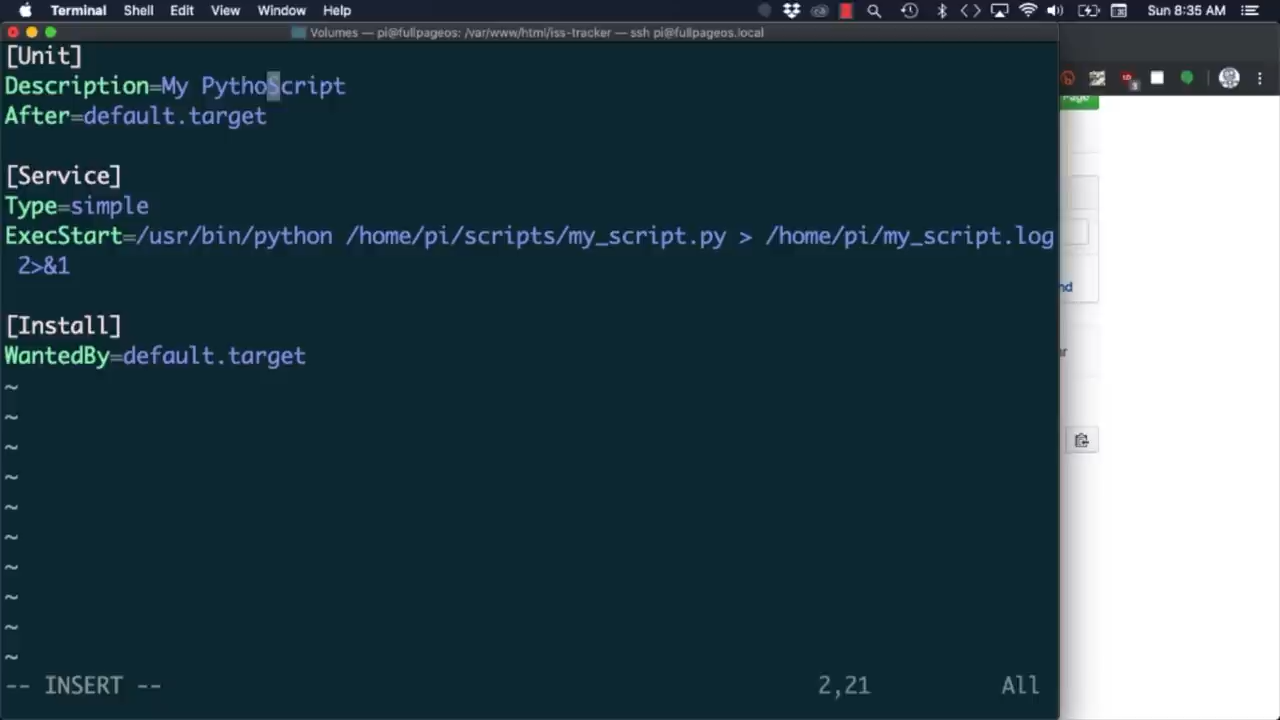 Terminal Shell Edit View Window Help Sun 8:35 AM
Volumes — pi@fullpageos: /var/www/html/iss-tracker — ssh pi@fullpageos.local
[Unit]
Description=My PythoScript
After=default.target
[Service]
Type=simple
ExecStart=/usr/bin/python /home/pi/scripts/my_script.py > /home/pi/my_script.log
2>&1
[Install]
WantedBy=default.target
~
~
~
~
~
~
~
~
~
~
-- INSERT -- 2,21 All
Page
nd
r